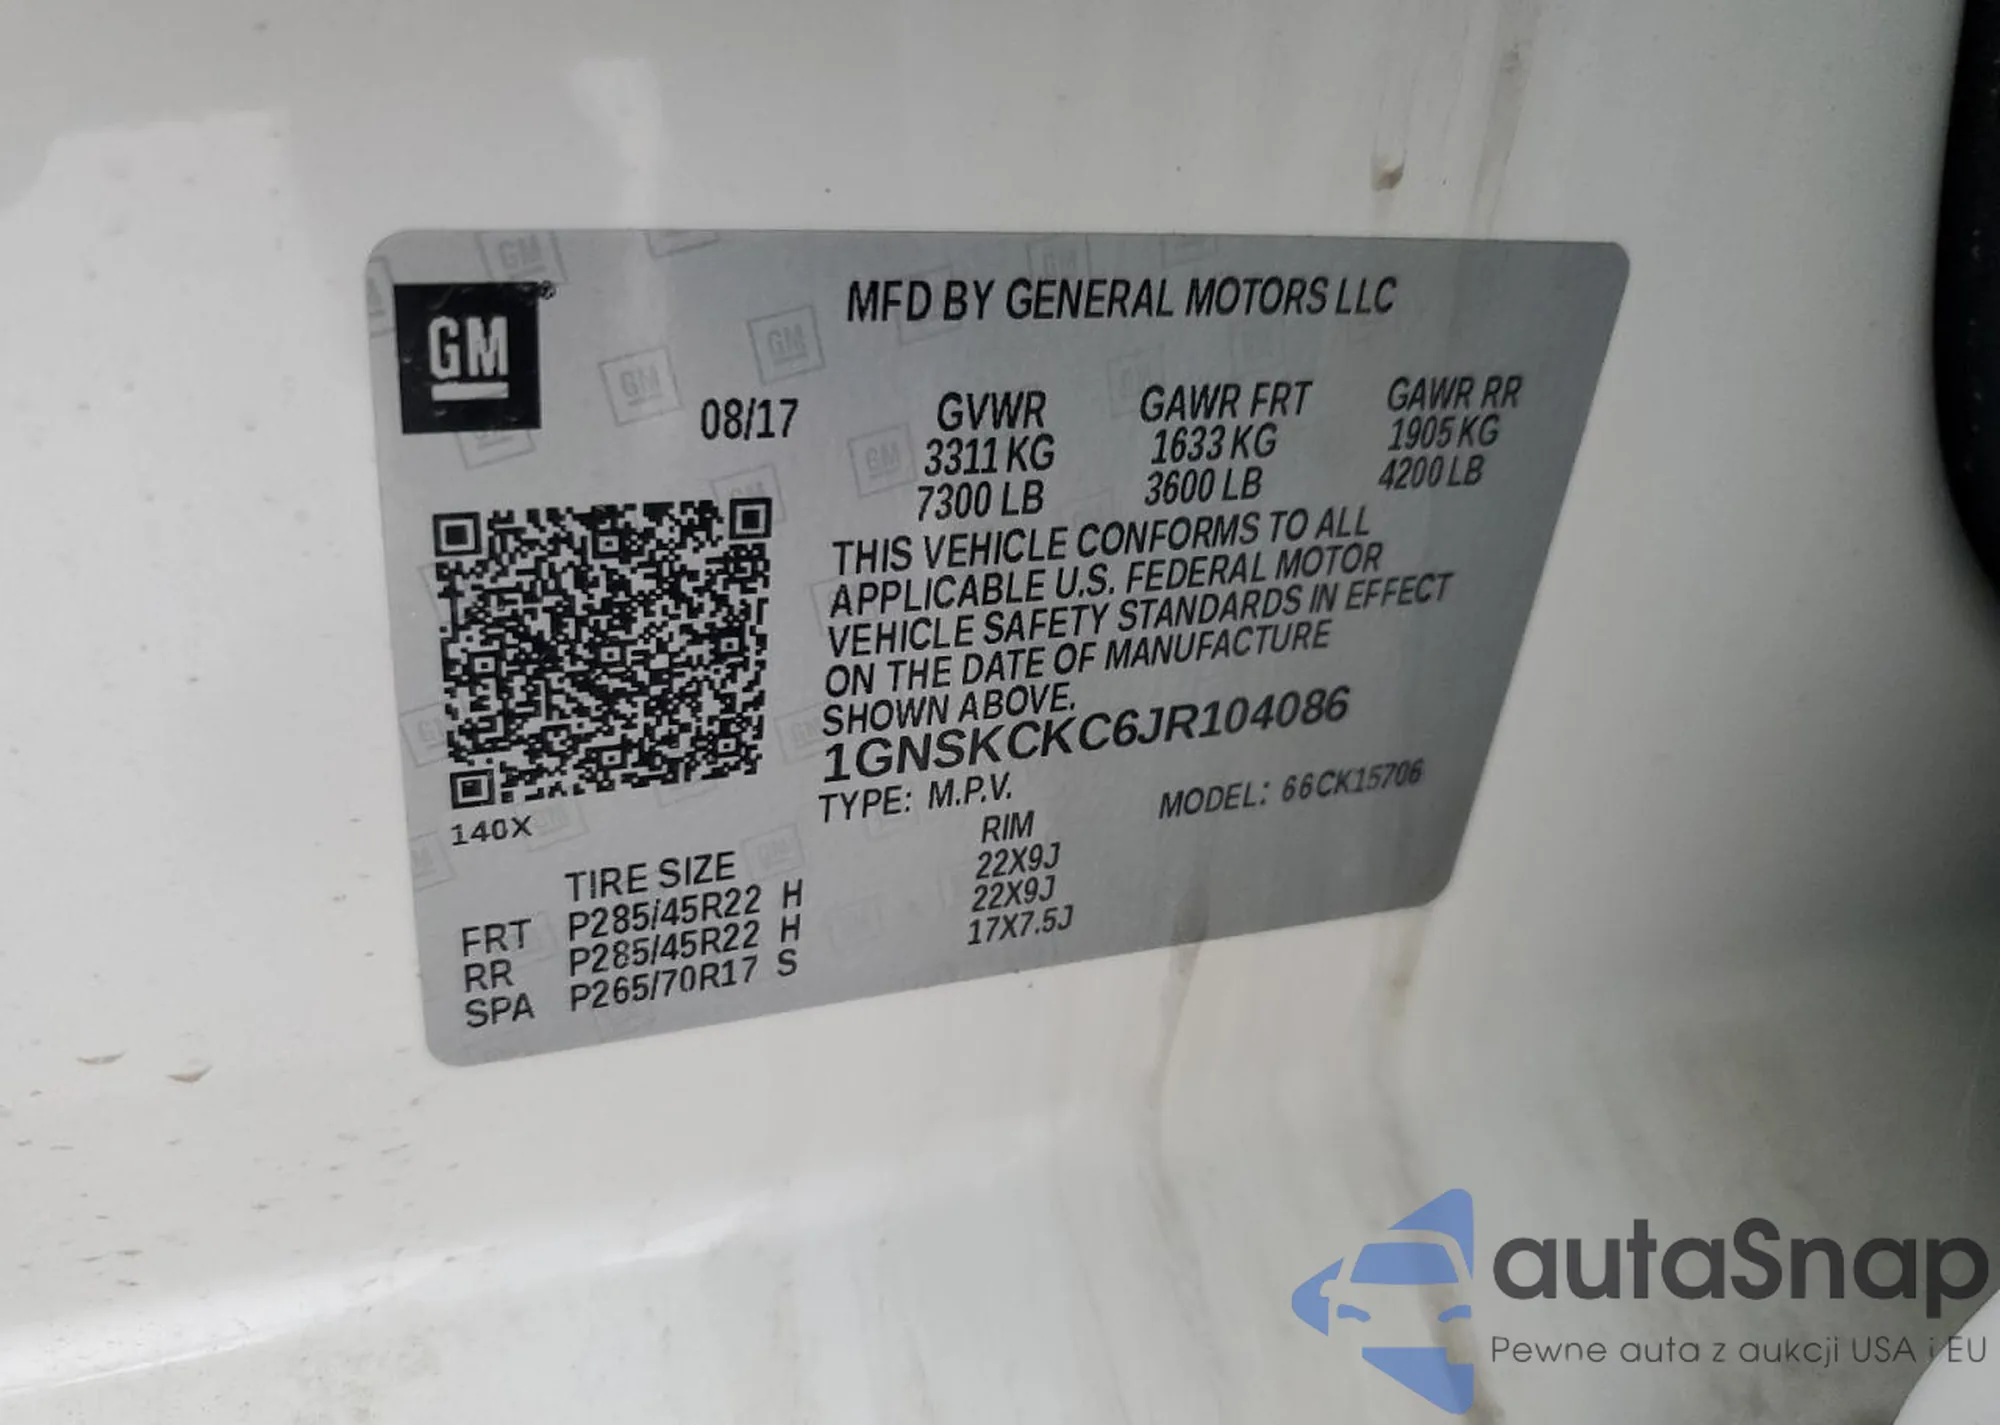 GM®
MFD BY GENERAL MOTORS LLC
08/17
GVWR GAWR FRT GAWR RR
3311 KG 1633 KG 1905 KG
7300 LB 3600 LB 4200 LB
THIS VEHICLE CONFORMS TO ALL
APPLICABLE U.S. FEDERAL MOTOR
VEHICLE SAFETY STANDARDS IN EFFECT
ON THE DATE OF MANUFACTURE
SHOWN ABOVE.
1GNSKCKC6JR104086
TYPE: M.P.V. MODEL: 66CK15706
140X
TIRE SIZE RIM
FRT P285/45R22 H 22X9J
RR P285/45R22 H 22X9J
SPA P265/70R17 S 17X7.5J
autaSnap
Pewne auta z aukcji USA i EU